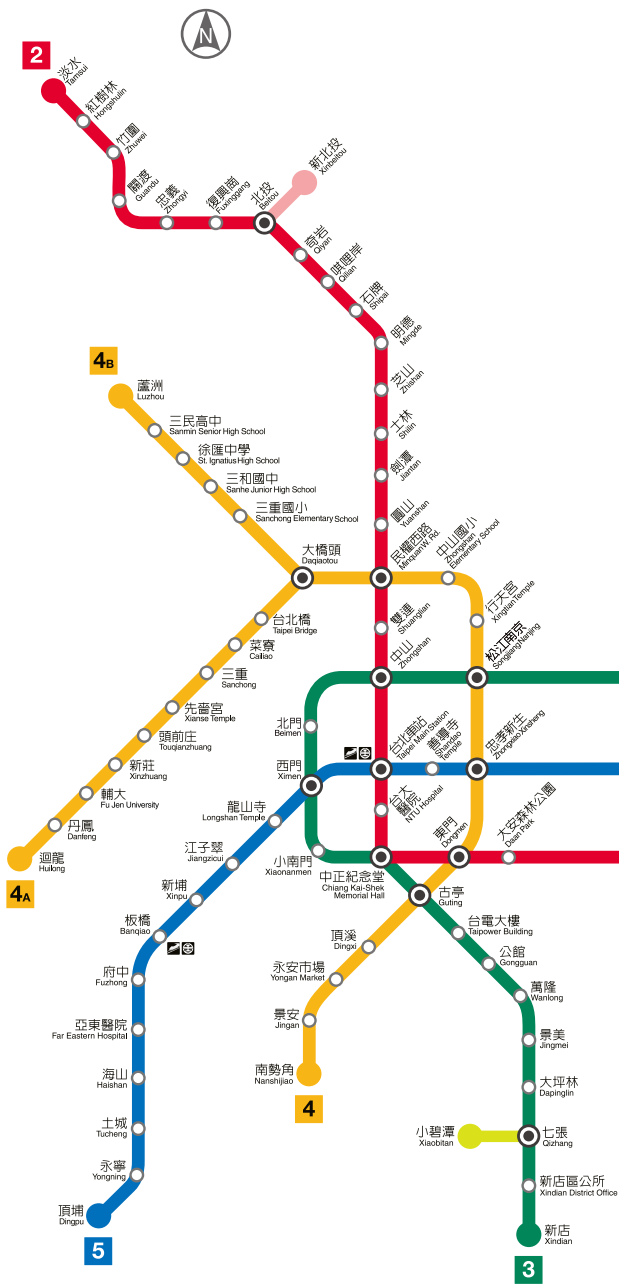 N
2
淡水
Tamsui
紅樹林
Hongshulin
竹圍
Zhuwei
關渡
Guandu
忠義
Zhongyi
復興崗
Fuxinggang
北投
Beitou
新北投
Xinbeitou
奇岩
Qiyan
唭哩岸
Qilian
石牌
Shipai
明德
Mingde
芝山
Zhishan
士林
Shilin
劍潭
Jiantan
圓山
Yuanshan
民權西路
Minquan W. Rd.
雙連
Shuanglian
中山
Zhongshan
台北車站
Taipei Main Station
台大
醫院
NTU Hospital
中正紀念堂
Chiang Kai-Shek
Memorial Hall
東門
Dongmen
大安森林公園
Daan Park
4B
蘆洲
Luzhou
三民高中
Sanmin Senior High School
徐匯中學
St. Ignatius High School
三和國中
Sanhe Junior High School
三重國小
Sanchong Elementary School
大橋頭
Daqiaotou
中山國小
Zhongshan
Elementary School
行天宮
Xingtian Temple
松江南京
Songjiang Nanjing
忠孝新生
Zhongxiao Xinsheng
善導寺
Shandao
Temple
台北橋
Taipei Bridge
菜寮
Cailiao
三重
Sanchong
先嗇宮
Xianse Temple
頭前庄
Touqianzhuang
新莊
Xinzhuang
輔大
Fu Jen University
丹鳳
Danfeng
迴龍
Huilong
4A
北門
Beimen
西門
Ximen
小南門
Xiaonanmen
龍山寺
Longshan Temple
江子翠
Jiangzicui
新埔
Xinpu
板橋
Banqiao
府中
Fuzhong
亞東醫院
Far Eastern Hospital
海山
Haishan
土城
Tucheng
永寧
Yongning
頂埔
Dingpu
5
古亭
Guting
頂溪
Dingxi
永安市場
Yongan Market
景安
Jingan
南勢角
Nanshijiao
4
台電大樓
Taipower Building
公館
Gongguan
萬隆
Wanlong
景美
Jingmei
大坪林
Dapinglin
七張
Qizhang
小碧潭
Xiaobitan
新店區公所
Xindian District Office
新店
Xindian
3